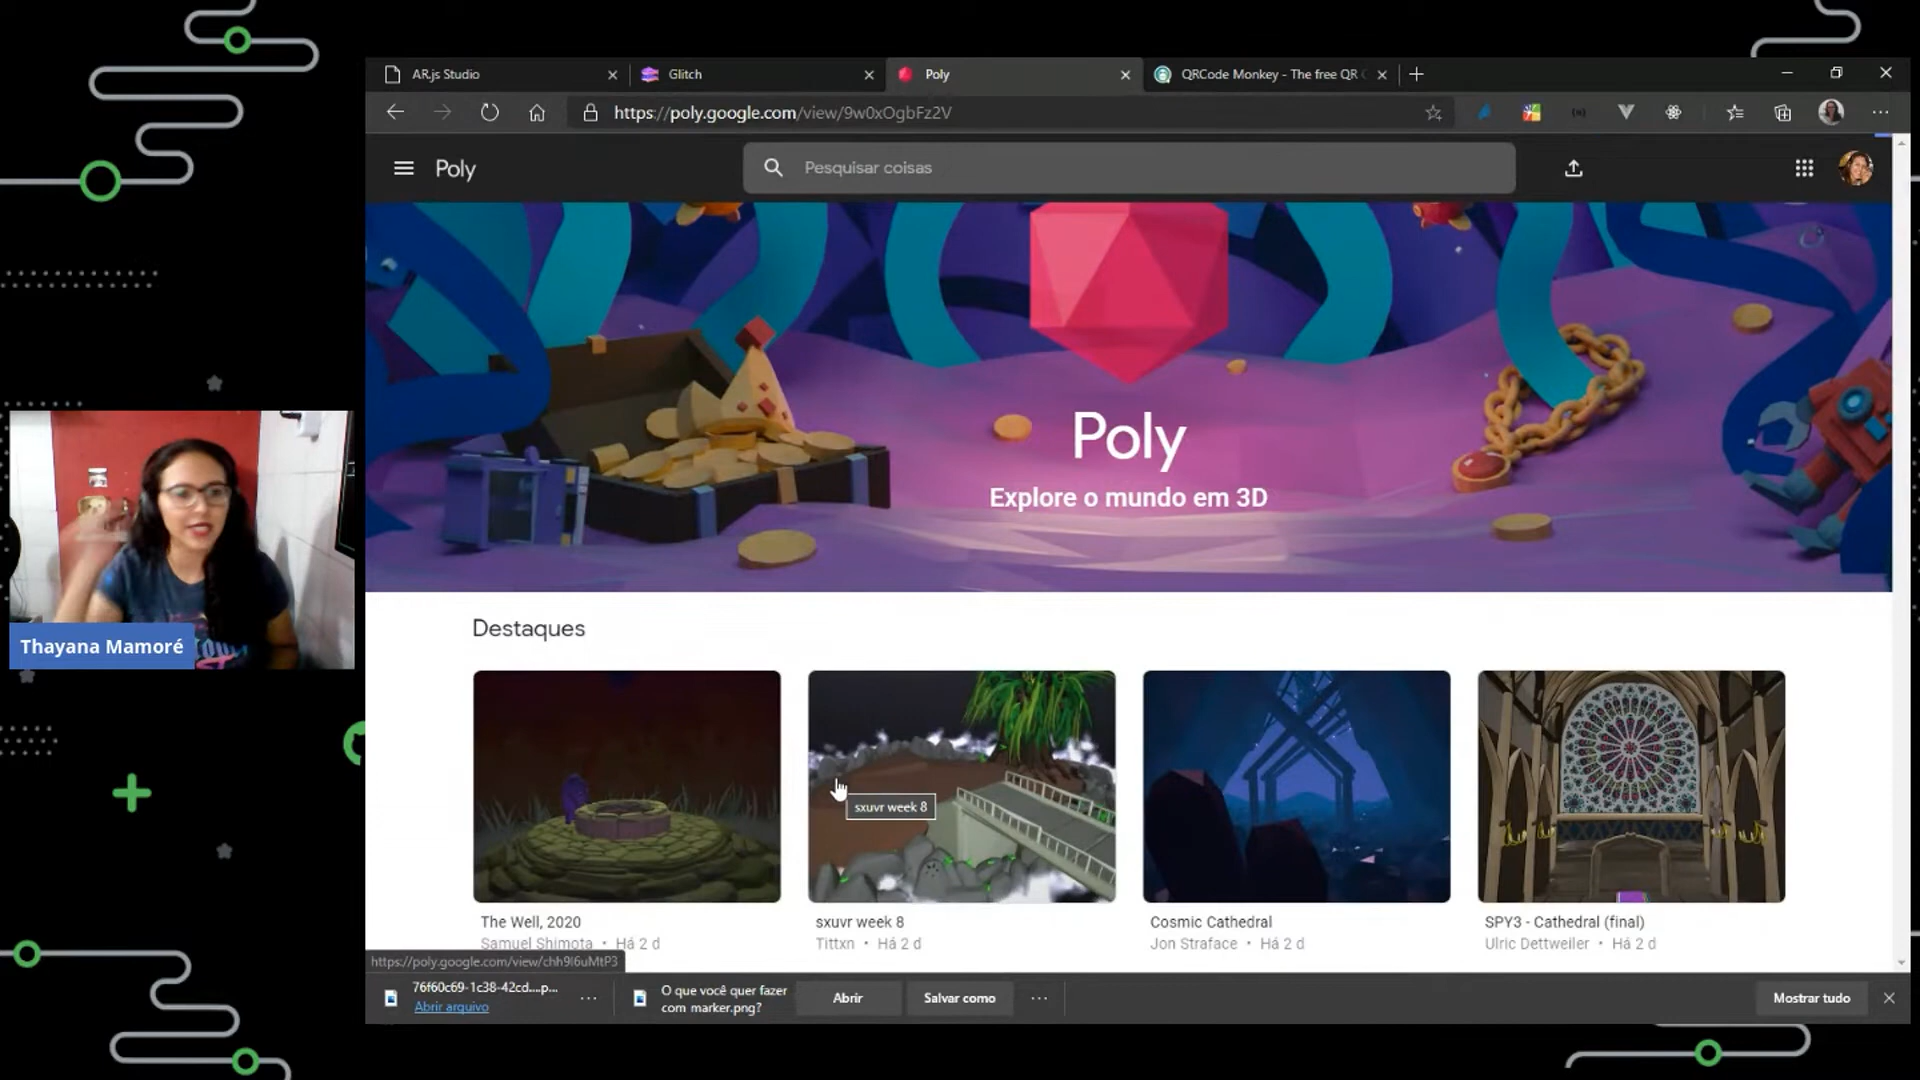 AR.js Studio
Glitch
Poly
QRCode Monkey - The free QR
https://poly.google.com/view/9w0xOgbFz2V
Poly
Pesquisar coisas
Poly
Explore o mundo em 3D
Thayana Mamoré
Destaques
sxuvr week 8
The Well, 2020
sxuvr week 8
Cosmic Cathedral
SPY3 - Cathedral (final)
Samuel Shimota • Há 2 d
Tittxn • Há 2 d
Jon Straface • Há 2 d
Ulric Dettweiler • Há 2 d
https://poly.google.com/view/chh9I6uMtP3
76f60c69-1c38-42cd....p...
Abrir arquivo
O que você quer fazer
com marker.png?
Abrir
Salvar como
Mostrar tudo